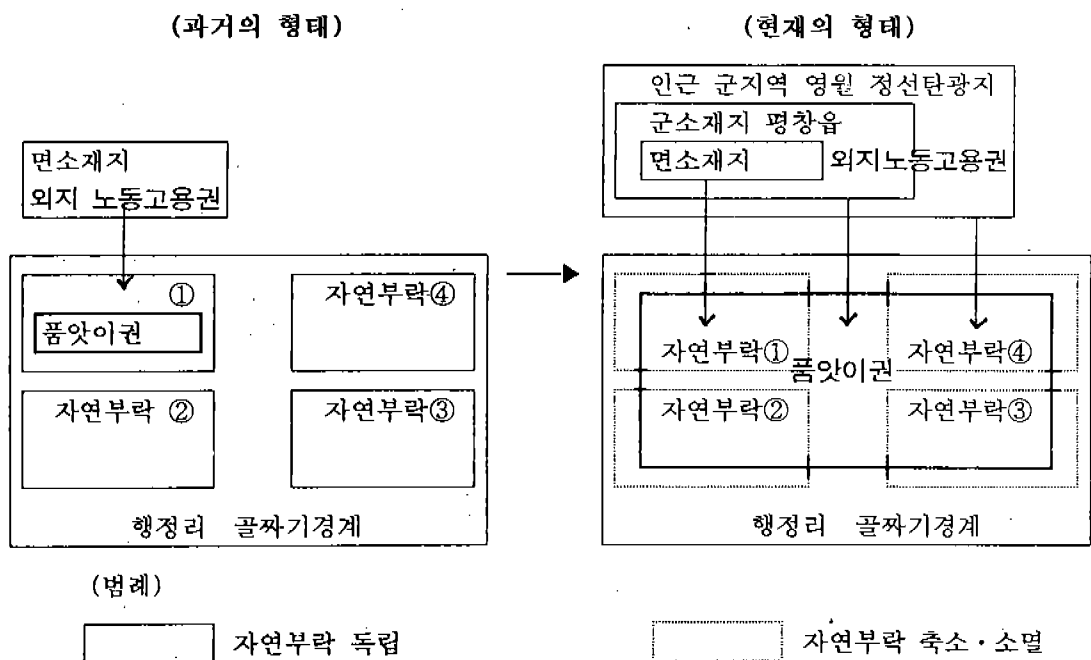 (과거의 형태)
면소재지
외지 노동고용권
①
품앗이권
자연부락④
자연부락 ②
자연부락③
행정리 골짜기경계
(현재의 형태)
인근 군지역 영월 정선탄광지
군소재지 평창읍
면소재지 외지노동고용권
자연부락①
자연부락④
품앗이권
자연부락②
자연부락③
행정리 골짜기경계
(범례)
자연부락 독립
자연부락 축소·소멸